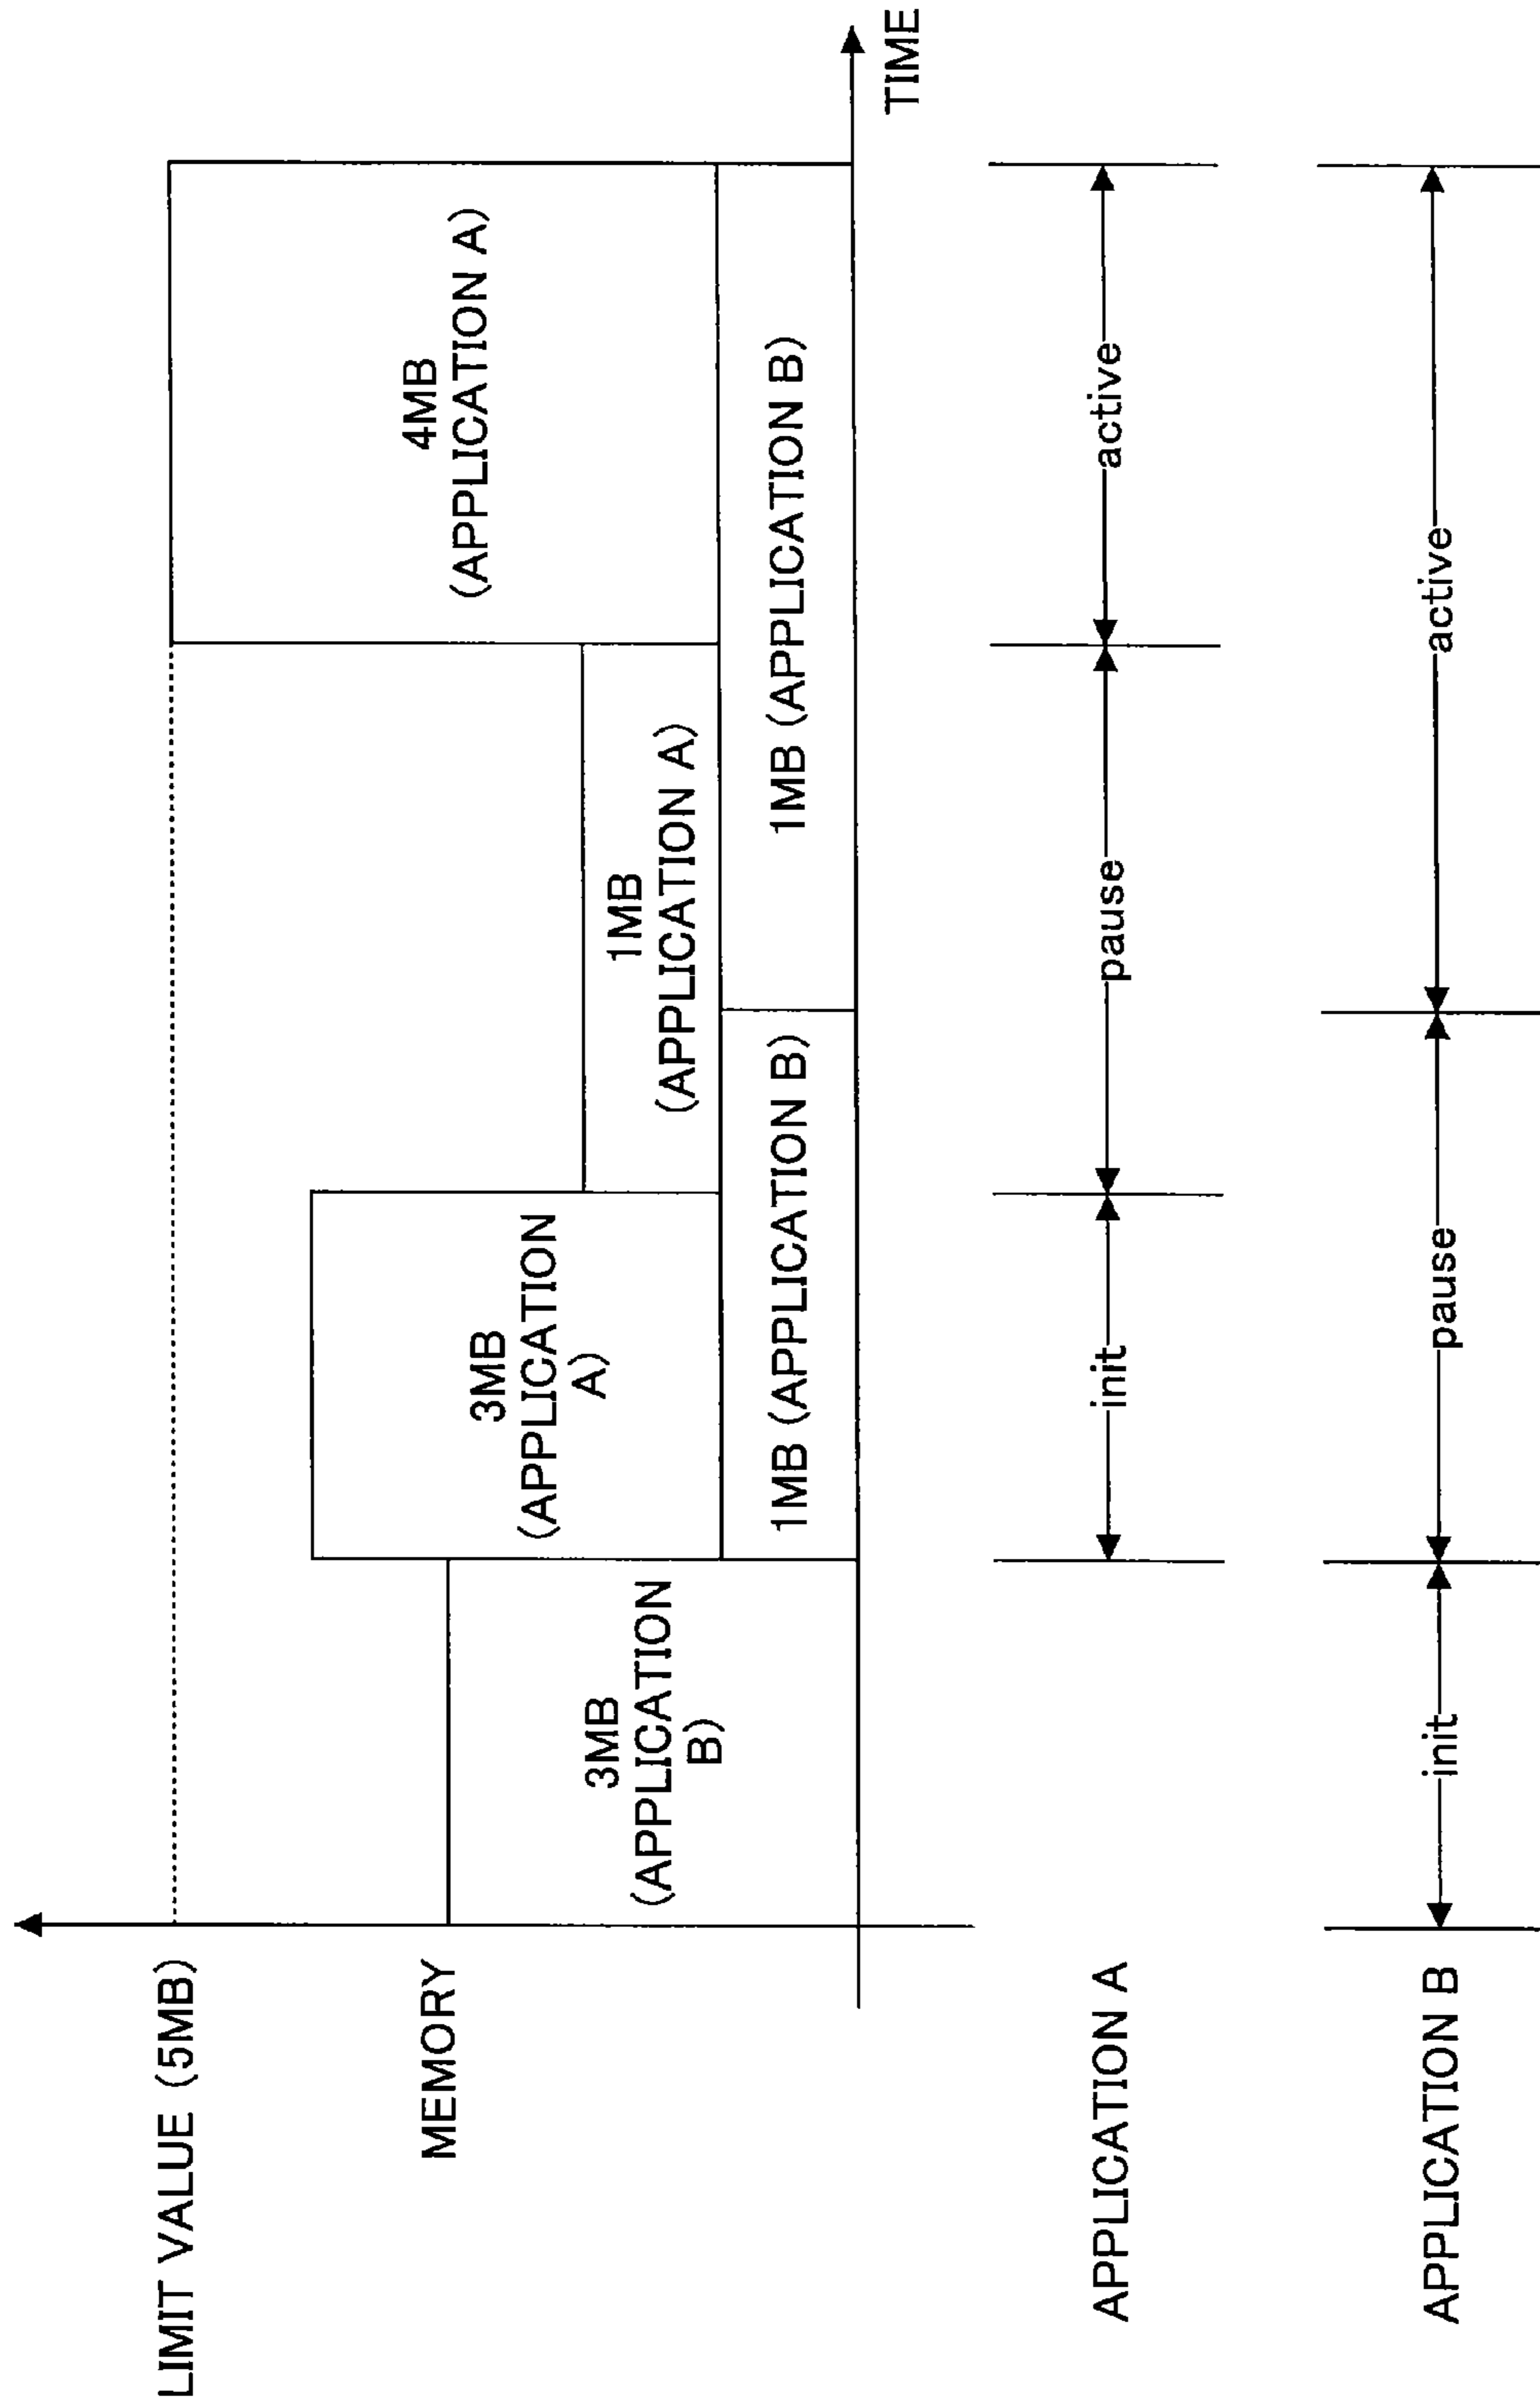 LIMIT VALUE (5MB)
MEMORY
3MB
(APPLICATION
B)
3MB
(APPLICATION
A)
1MB (APPLICATION B)
1MB
(APPLICATION A)
1MB (APPLICATION B)
4MB
(APPLICATION A)
TIME
APPLICATION A
init
pause
active
APPLICATION B
init
pause
active